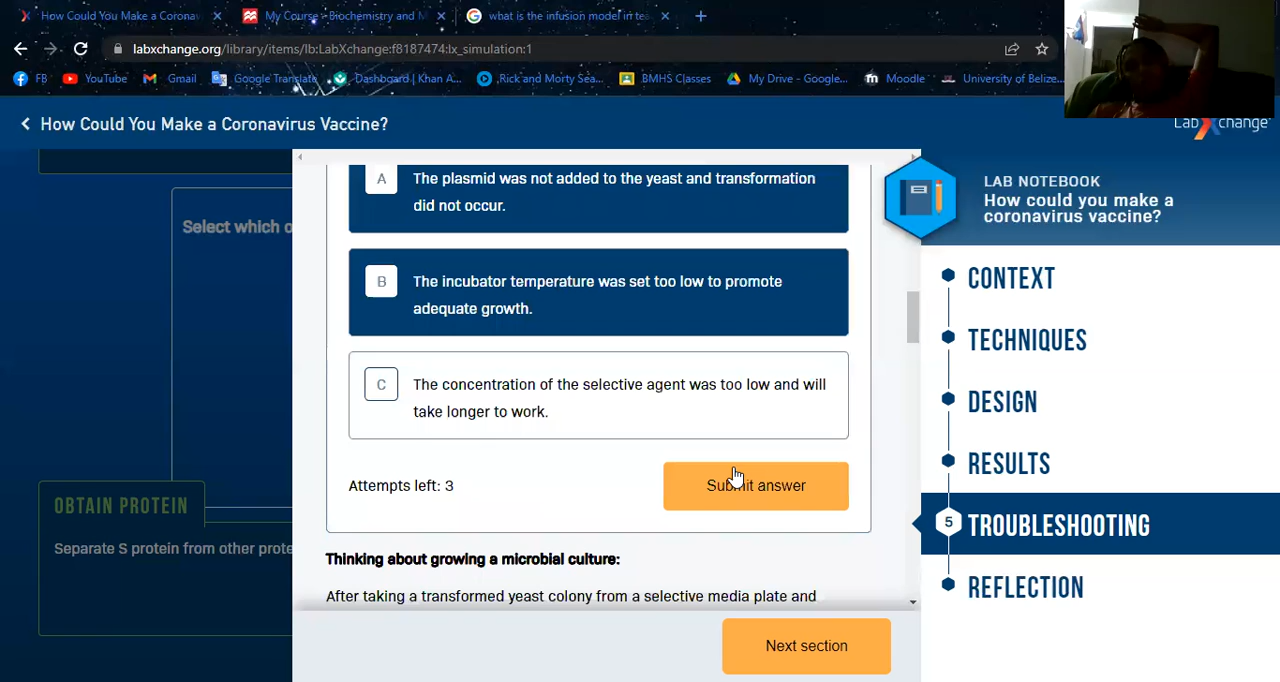 How Could You Make a Coronav
My Course - Biochemistry and M
what is the infusion model in tea
labxchange.org/library/items/lb:LabXchange:f8187474:lx_simulation:1
FB
YouTube
Gmail
Google Translate
Dashboard | Khan A...
Rick and Morty Sea...
BMHS Classes
My Drive - Google...
Moodle
University of Belize...
How Could You Make a Coronavirus Vaccine?
LabXchange
LAB NOTEBOOK
How could you make a
coronavirus vaccine?
Select which o
A
The plasmid was not added to the yeast and transformation
did not occur.
B
The incubator temperature was set too low to promote
adequate growth.
C
The concentration of the selective agent was too low and will
take longer to work.
Attempts left: 3
Submit answer
Thinking about growing a microbial culture:
After taking a transformed yeast colony from a selective media plate and
Next section
OBTAIN PROTEIN
Separate S protein from other prote
CONTEXT
TECHNIQUES
DESIGN
RESULTS
5
TROUBLESHOOTING
REFLECTION